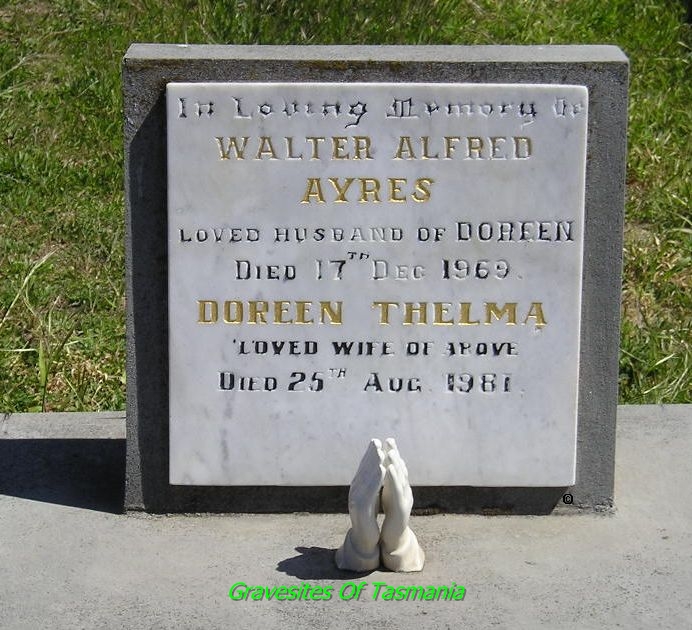 In Loving Memory Of
WALTER ALFRED
AYRES
LOVED HUSBAND OF DOREEN
DIED 17TH DEC 1969.
DOREEN THELMA
LOVED WIFE OF ABOVE
DIED 25TH AUG. 1981.
Gravesites Of Tasmania